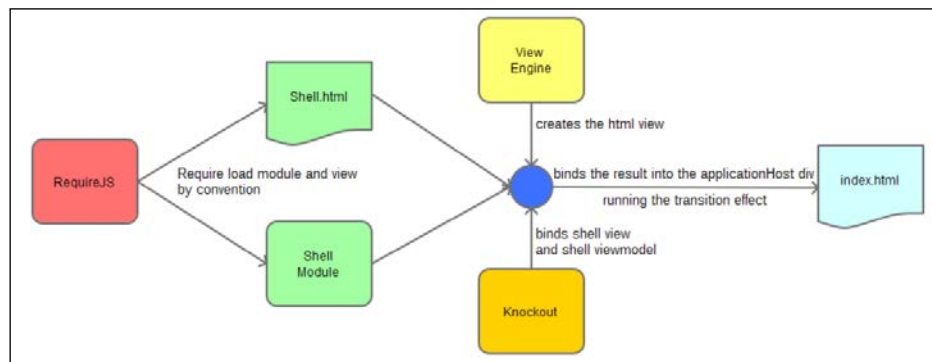 View
Engine
Shell.html
creates the html view
RequireJS
Require load module and view
by convention
binds the result into the applicationHost div
index.html
running the transition effect
binds shell view
and shell viewmodel
Shell
Module
Knockout